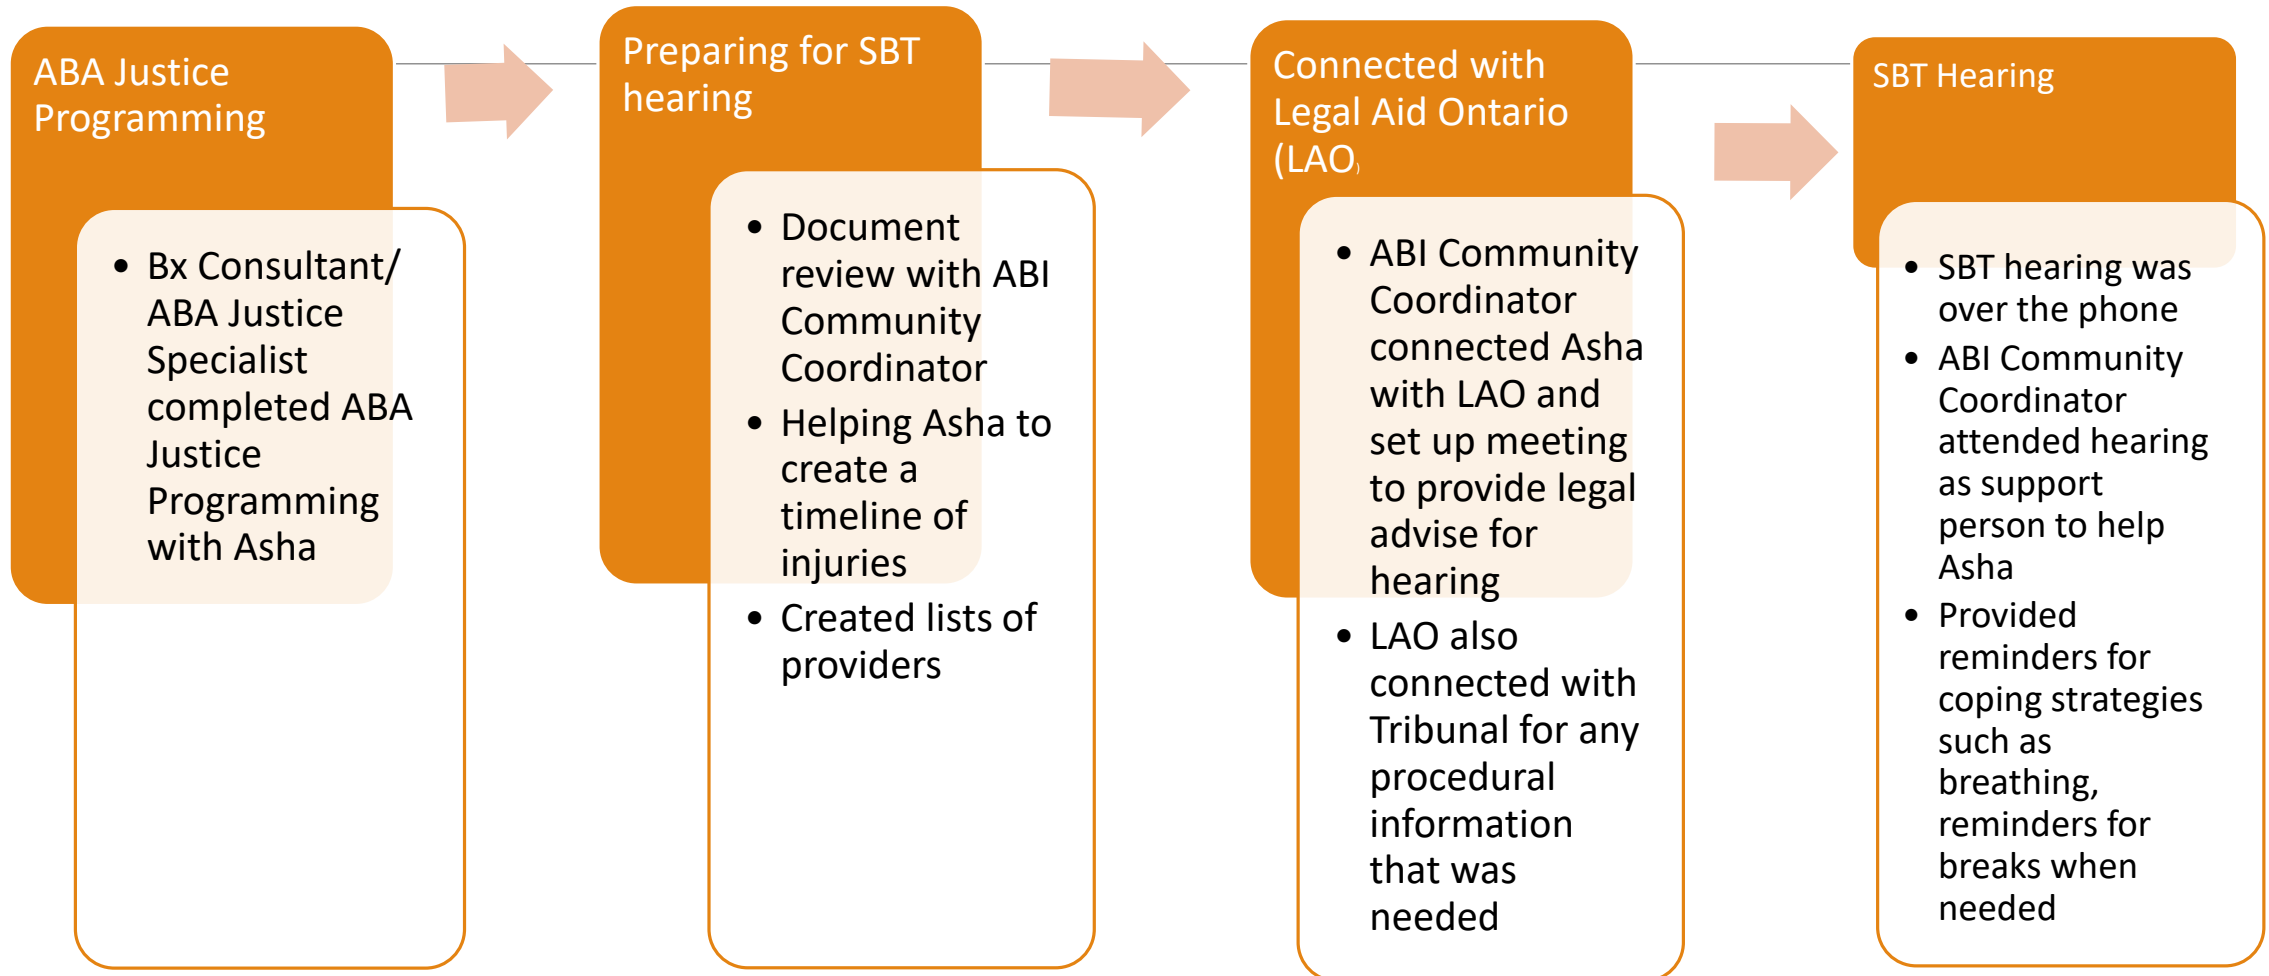 ABA Justice
Programming
• Bx Consultant/
ABA Justice
Specialist
completed ABA
Justice
Programming
with Asha
Preparing for SBT
hearing
• Document
review with ABI
Community
Coordinator
• Helping Asha to
create a
timeline of
injuries
• Created lists of
providers
Connected with
Legal Aid Ontario
(LAO)
• ABI Community
Coordinator
connected Asha
with LAO and
set up meeting
to provide legal
advise for
hearing
• LAO also
connected with
Tribunal for any
procedural
information
that was
needed
SBT Hearing
• SBT hearing was
over the phone
• ABI Community
Coordinator
attended hearing
as support
person to help
Asha
• Provided
reminders for
coping strategies
such as
breathing,
reminders for
breaks when
needed